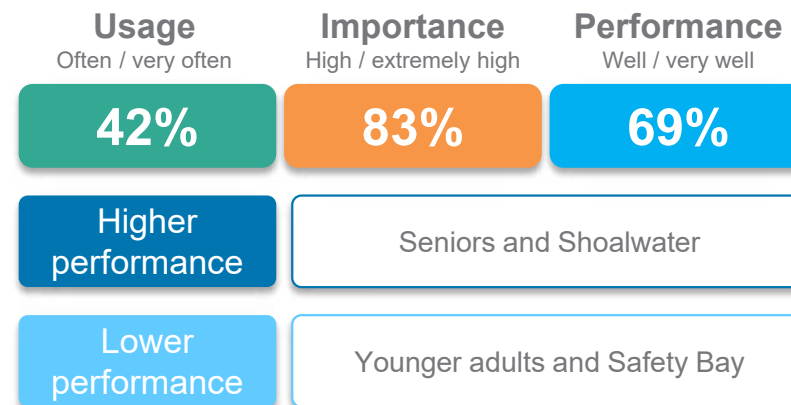 Usage Importance Performance
Often / very often High / extremely high Well / very well
42% 83% 69%
Higher
performance
Seniors and Shoalwater
Lower
performance
Younger adults and Safety Bay